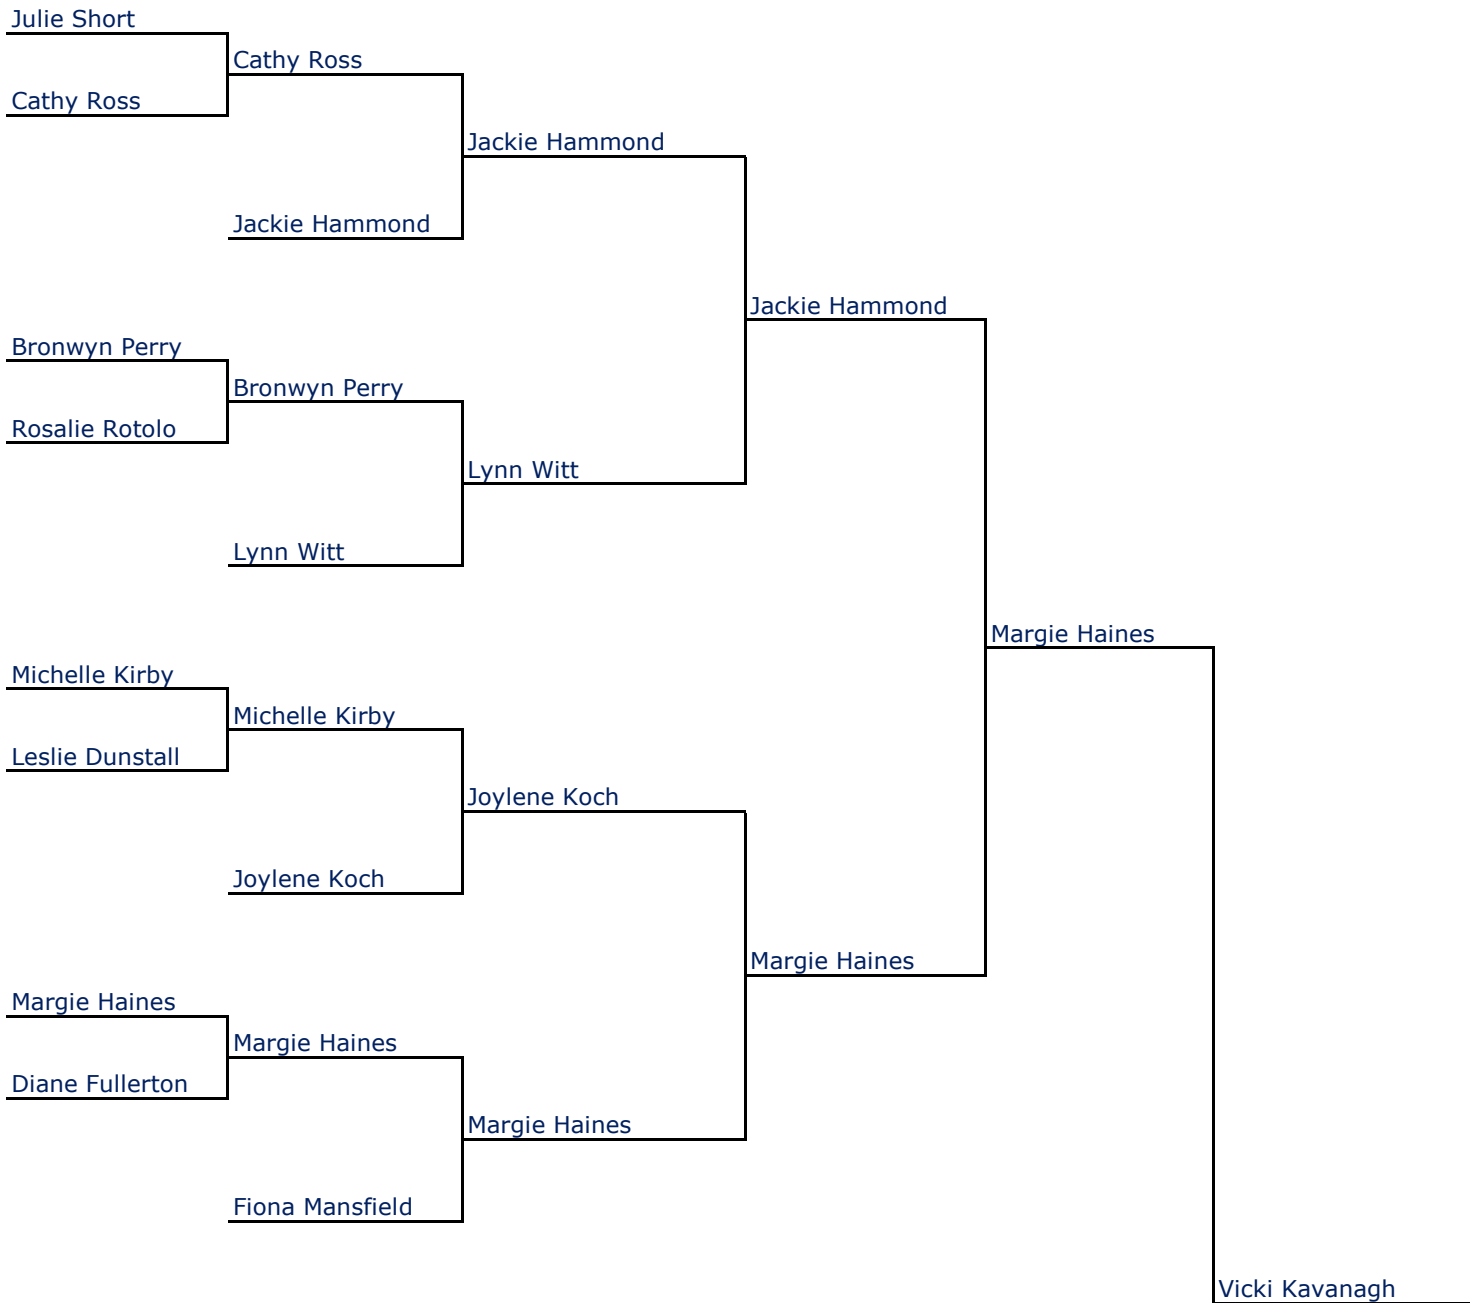 Julie Short
Cathy Ross
Cathy Ross
Jackie Hammond
Jackie Hammond
Jackie Hammond
Bronwyn Perry
Bronwyn Perry
Rosalie Rotolo
Lynn Witt
Lynn Witt
Margie Haines
Michelle Kirby
Michelle Kirby
Leslie Dunstall
Joylene Koch
Joylene Koch
Margie Haines
Margie Haines
Margie Haines
Diane Fullerton
Margie Haines
Fiona Mansfield
Vicki Kavanagh